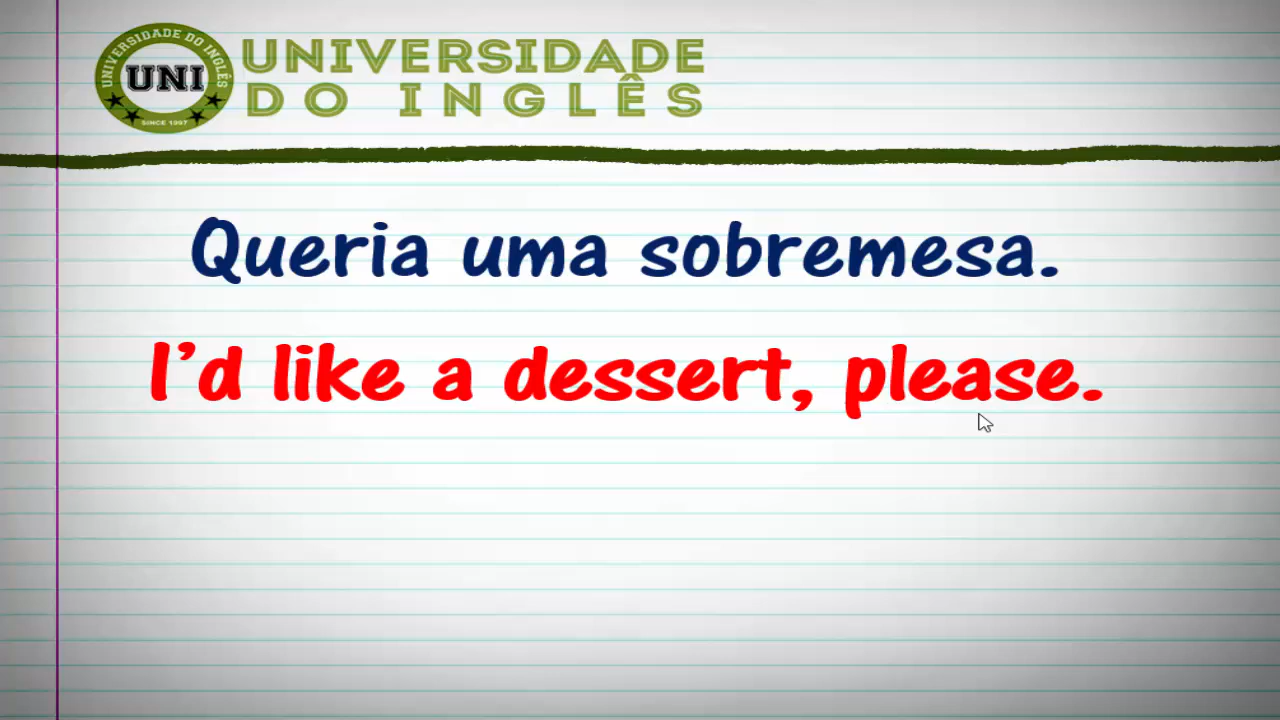 UNIVERSIDADE DO INGLÊS
UNI
SINCE 1997
UNIVERSIDADE
DO INGLÊS
Queria uma sobremesa.
I'd like a dessert, please.